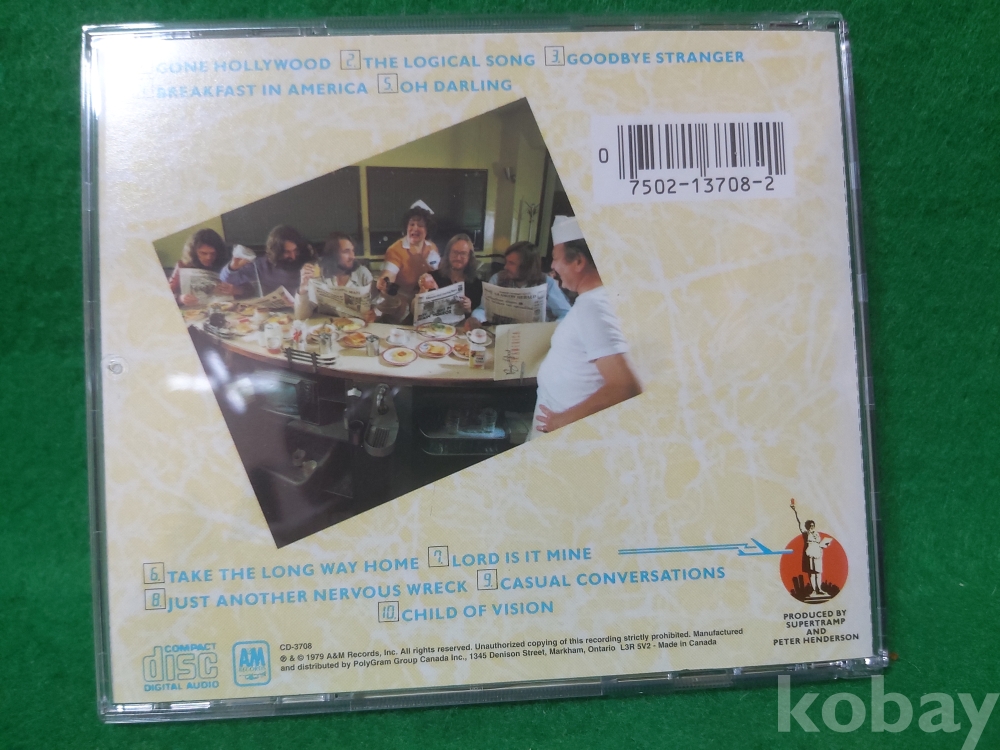 GONE HOLLYWOOD 2. THE LOGICAL SONG 3. GOODBYE STRANGER
BREAKFAST IN AMERICA 5. OH DARLING
0 7502-13708-2
6. TAKE THE LONG WAY HOME 7. LORD IS IT MINE
8 JUST ANOTHER NERVOUS WRECK 9. CASUAL CONVERSATIONS
10. CHILD OF VISION
PRODUCED BY
SUPERTRAMP
AND
PETER HENDERSON
COMPACT
disc
DIGITAL AUDIO
A&M
CD-3708
℗ & © 1979 A&M Records, Inc. All rights reserved. Unauthorized copying of this recording strictly prohibited. Manufactured
and distributed by PolyGram Group Canada Inc., 1345 Denison Street, Markham, Ontario L3R 5V2 - Made in Canada
kobay